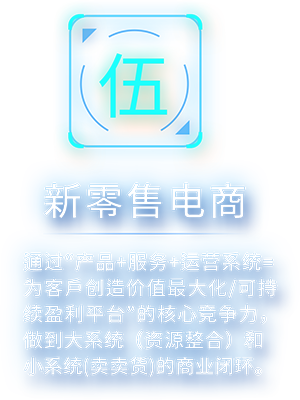 伍
新零售电商
通过“产品+服务+运营系统=
为客户创造价值最大化/可持
续盈利平台”的核心竞争力，
做到大系统（资源整合）和
小系统(卖卖货)的商业闭环。